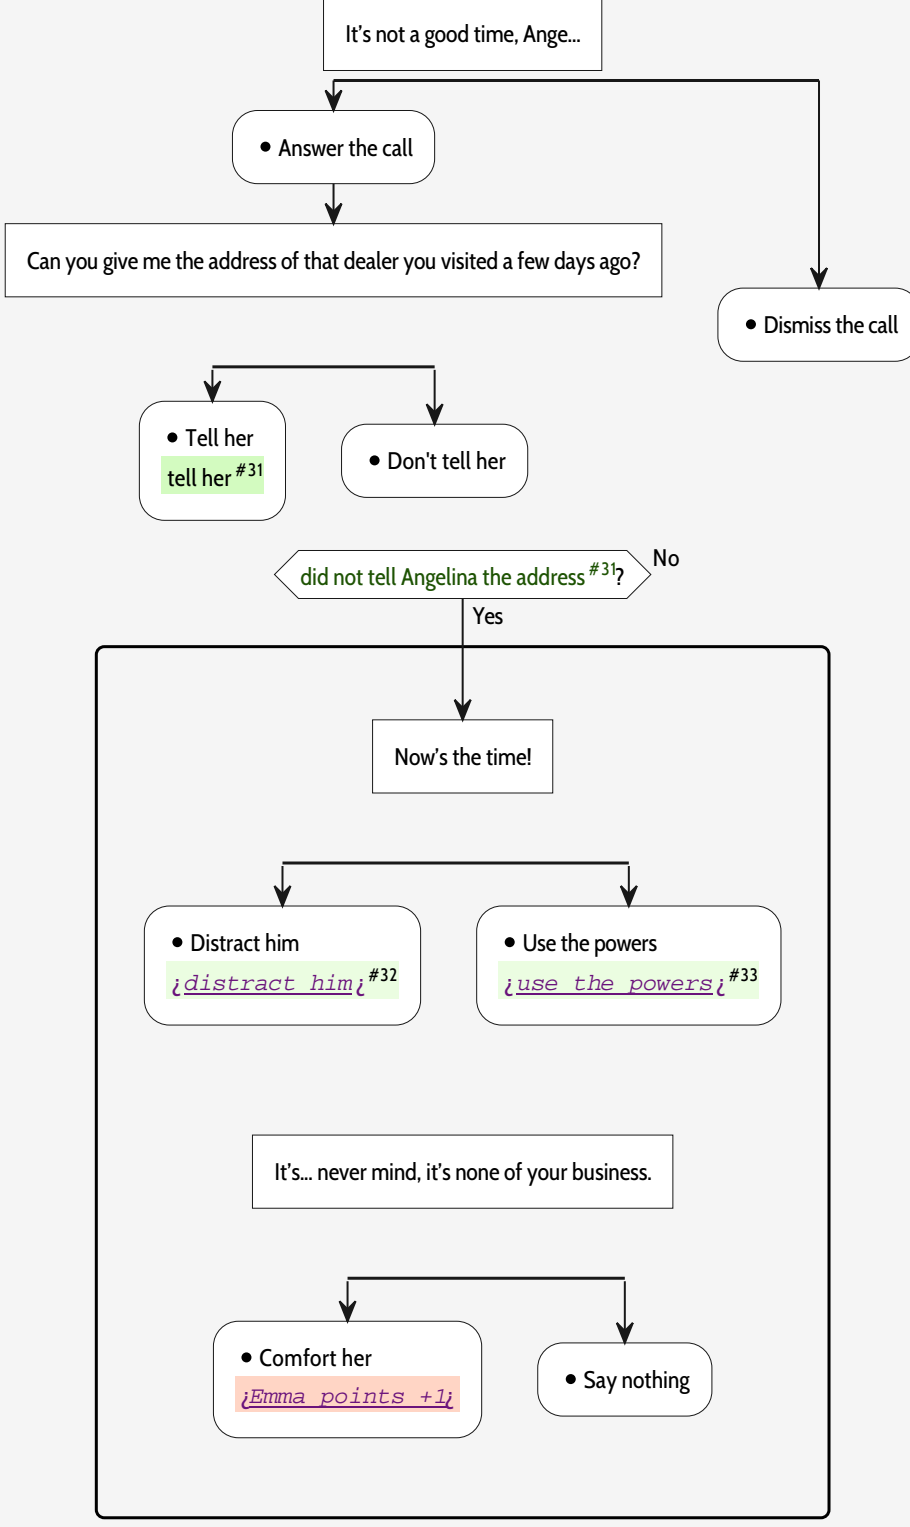 It's not a good time, Ange...
• Answer the call
Can you give me the address of that dealer you visited a few days ago?
• Dismiss the call
• Tell her
tell her #31
• Don't tell her
did not tell Angelina the address #31?
No
Yes
Now's the time!
• Distract him
¿distract him¿ #32
• Use the powers
¿use the powers¿ #33
It's... never mind, it's none of your business.
• Comfort her
¿Emma points +1¿
• Say nothing